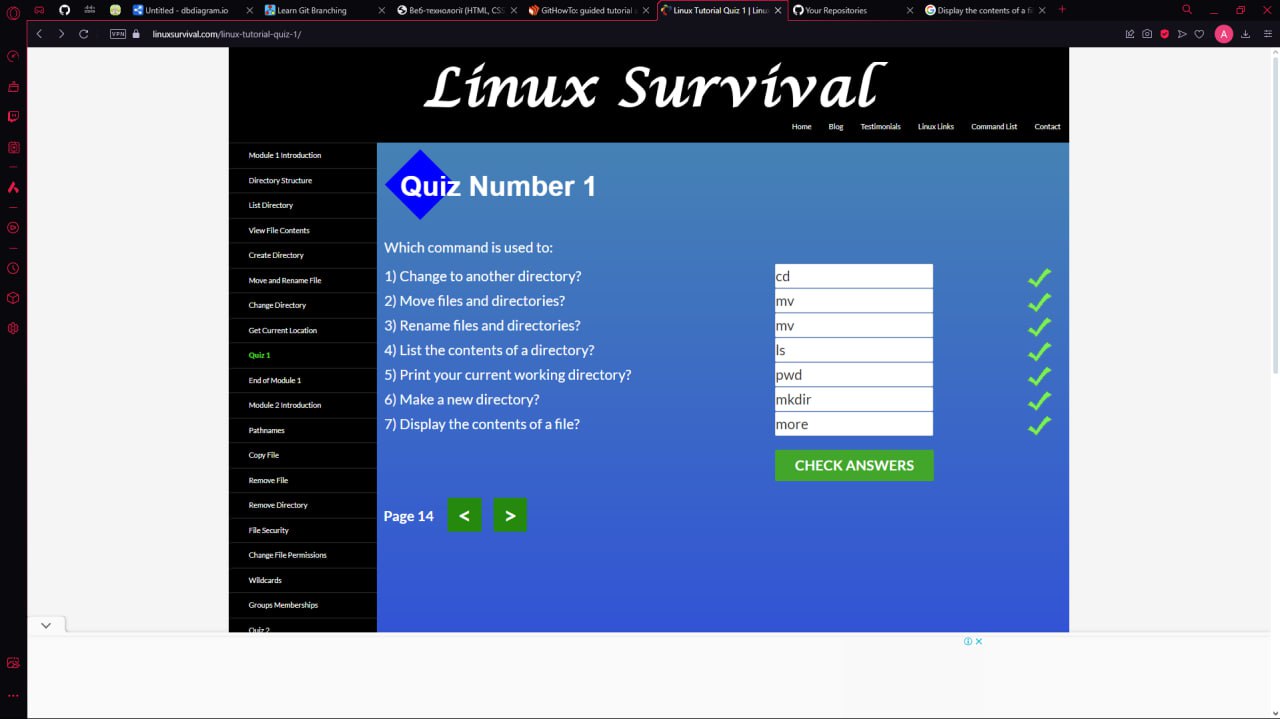 Untitled - dbdiagram.io
Learn Git Branching
Веб-технології (HTML, CSS
GitHowTo: guided tutorial a
Linux Tutorial Quiz 1 | Linu
Your Repositories
Display the contents of a fi
VPN
linuxsurvival.com/linux-tutorial-quiz-1/
A
Linux Survival
Home Blog Testimonials Linux Links Command List Contact
Module 1 Introduction
Directory Structure
List Directory
View File Contents
Create Directory
Move and Rename File
Change Directory
Get Current Location
Quiz 1
End of Module 1
Module 2 Introduction
Pathnames
Copy File
Remove File
Remove Directory
File Security
Change File Permissions
Wildcards
Groups Memberships
Quiz 2
Quiz Number 1
Which command is used to:
1) Change to another directory? cd
2) Move files and directories? mv
3) Rename files and directories? mv
4) List the contents of a directory? ls
5) Print your current working directory? pwd
6) Make a new directory? mkdir
7) Display the contents of a file? more
CHECK ANSWERS
Page 14 < >